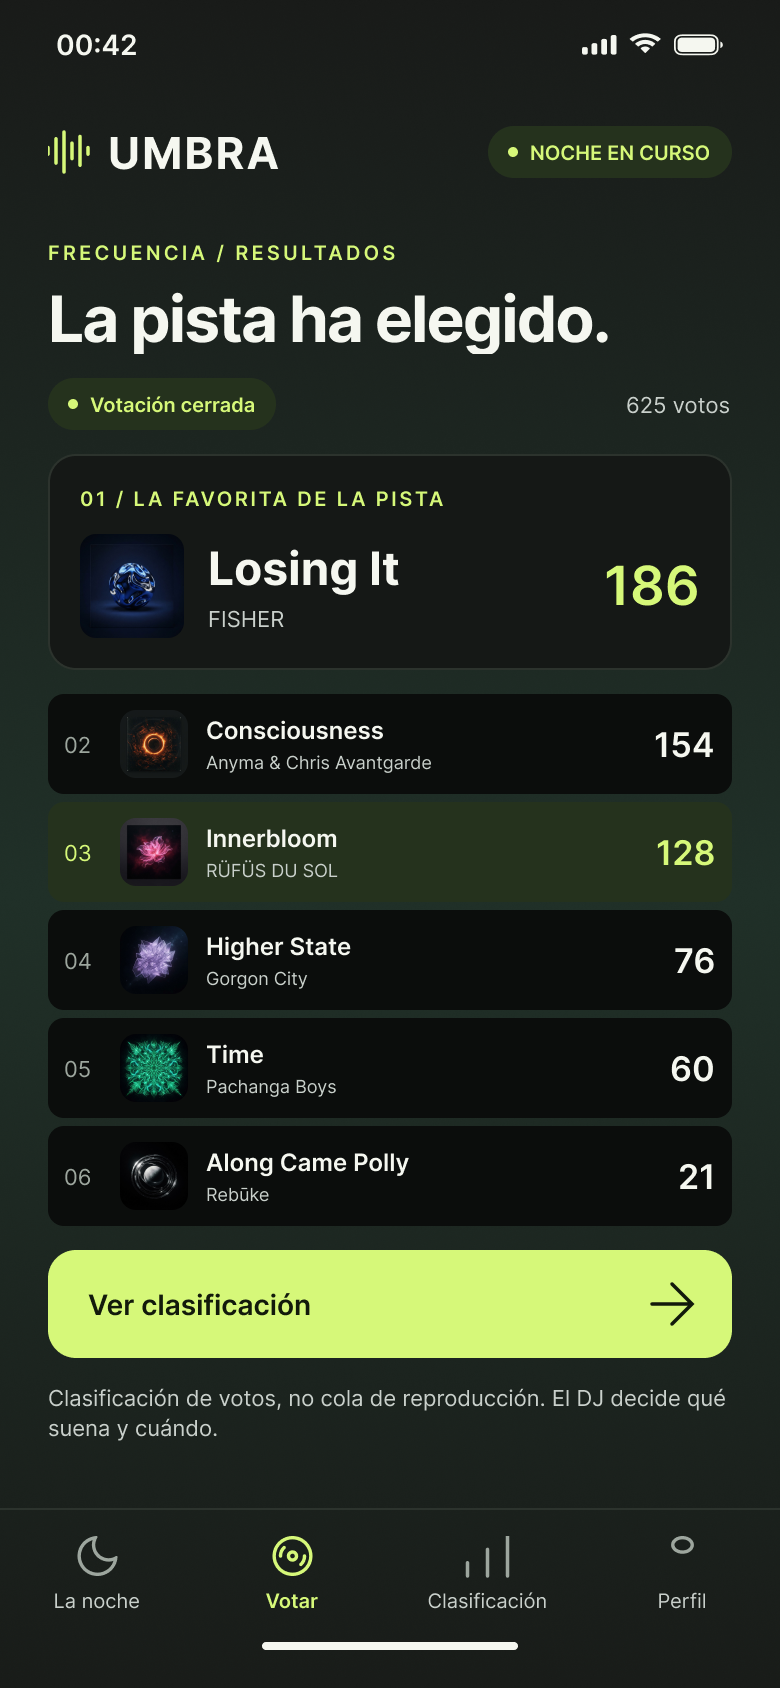 00:42
UMBRA
NOCHE EN CURSO
FRECUENCIA / RESULTADOS
La pista ha elegido.
Votación cerrada
625 votos
01 / LA FAVORITA DE LA PISTA
Losing It
FISHER
186
02
Consciousness
Anyma & Chris Avantgarde
154
03
Innerbloom
RÜFÜS DU SOL
128
04
Higher State
Gorgon City
76
05
Time
Pachanga Boys
60
06
Along Came Polly
Rebūke
21
Ver clasificación
Clasificación de votos, no cola de reproducción. El DJ decide qué
suena y cuándo.
La noche
Votar
Clasificación
Perfil